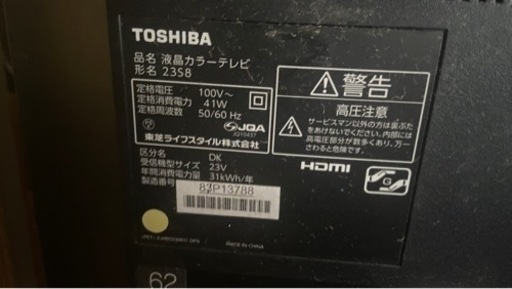 TOSHIBA
品名 液晶カラーテレビ
形名 23S8
定格電圧 100V～
定格消費電力 41W
定格周波数 50/60 Hz
JQA
東芝ライフスタイル株式会社
区分名 DK
受信機型サイズ 23V
年間消費電力量 31kWh/年
製造番号 83P13788
MADE IN CHINA
62
警告
高圧注意
サービスマン以外の方は裏ぶた
をあけないでください。内部に
は高電圧部分が数多くあり、万一
さわると危険です。
HDMI